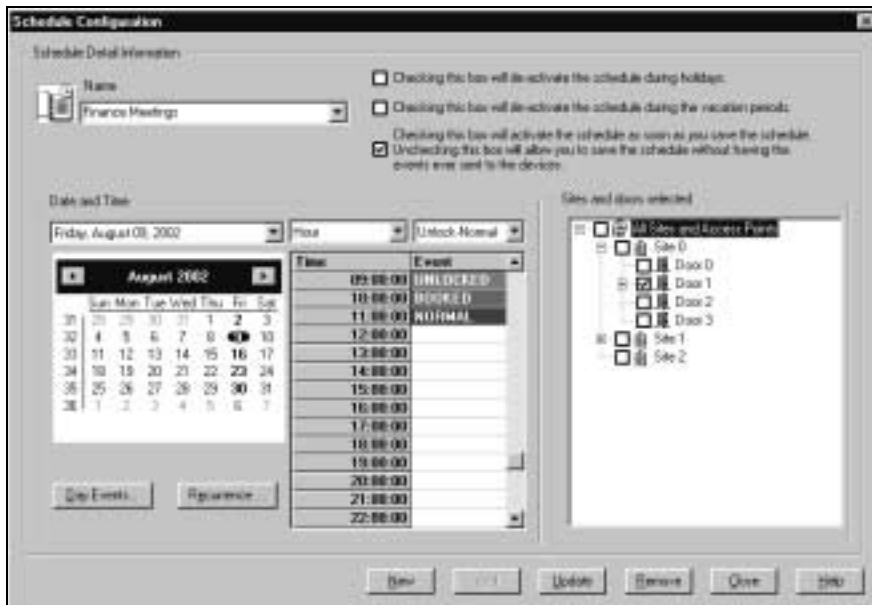 Schedule Configuration
Schedule Detail Information
Name
Finance Meetings
Checking this box will de-activate the schedule during holidays.
Checking this box will de-activate the schedule during the vacation periods.
Checking this box will activate the schedule as soon as you save the schedule.
Unchecking this box will allow you to save the schedule without having the
events ever sent to the devices.
Date and Time
Friday, August 09, 2002
Hour
Unlock-Normal
August 2002
Sun Mon Tue Wed Thu Fri Sat
31 28 29 30 31 1 2 3
32 4 5 6 7 8 9 10
33 11 12 13 14 15 16 17
34 18 19 20 21 22 23 24
35 25 26 27 28 29 30 31
36 1 2 3 4 5 6 7
Day Events...
Recurrence...
Time Event
09:00:00 UNLOCKED
10:00:00 BOOKED
11:00:00 NORMAL
12:00:00
13:00:00
14:00:00
15:00:00
16:00:00
17:00:00
18:00:00
19:00:00
20:00:00
21:00:00
22:00:00
Sites and doors selected
All Sites and Access Points
Site 0
Door 0
Door 1
Door 2
Door 3
Site 1
Site 2
New
Update
Remove
Close
Help